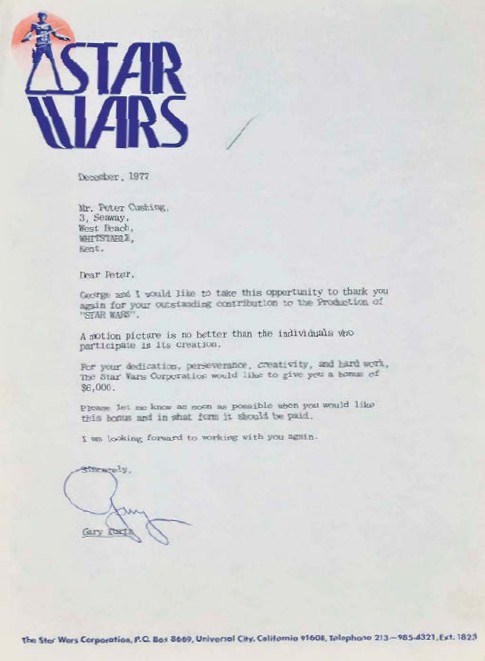 STAR
WARS
December, 1977
Mr. Peter Cushing,
3, Seaway,
West Beach,
WHITSTABLE,
Kent.
Dear Peter,
George and I would like to take this opportunity to thank you
again for your outstanding contribution to the Production of
"STAR WARS".
A motion picture is no better than the individuals who
participate is its creation.
For your dedication, perseverance, creativity, and hard work,
The Star Wars Corporation would like to give you a bonus of
$6,000.
Please let me know as soon as possible when you would like
this bonus and in what form it should be paid.
I am looking forward to working with you again.
Sincerely,
Gary
Gary Kurtz
The Star Wars Corporation, P.O. Box 8669, Universal City, California 91608, Telephone 213-985-4321, Ext. 1823